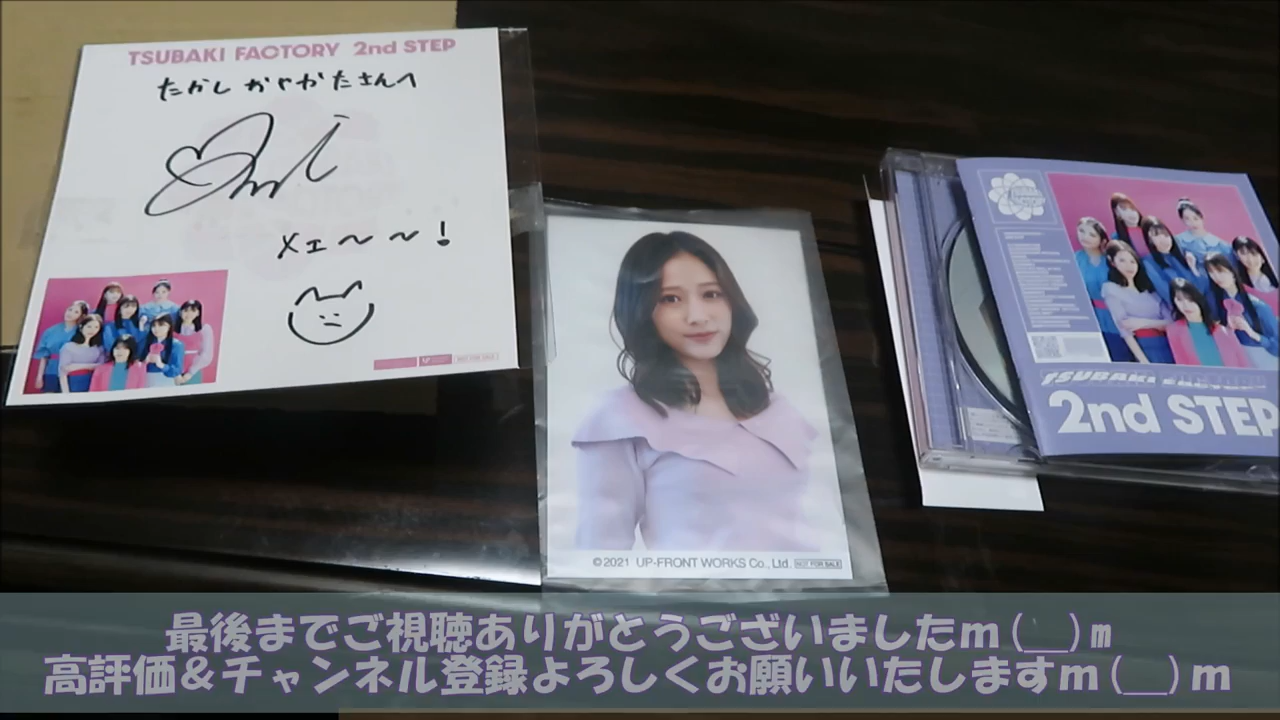 TSUBAKI FACTORY 2nd STEP
たかし おやかたさんへ
メェ〜〜!
©2021 UP-FRONT WORKS Co., Ltd. NOT FOR SALE
TSUBAKI FACTORY
2nd STEP
最後までご視聴ありがとうございましたm(__)m
高評価&チャンネル登録よろしくお願いいたしますm(__)m